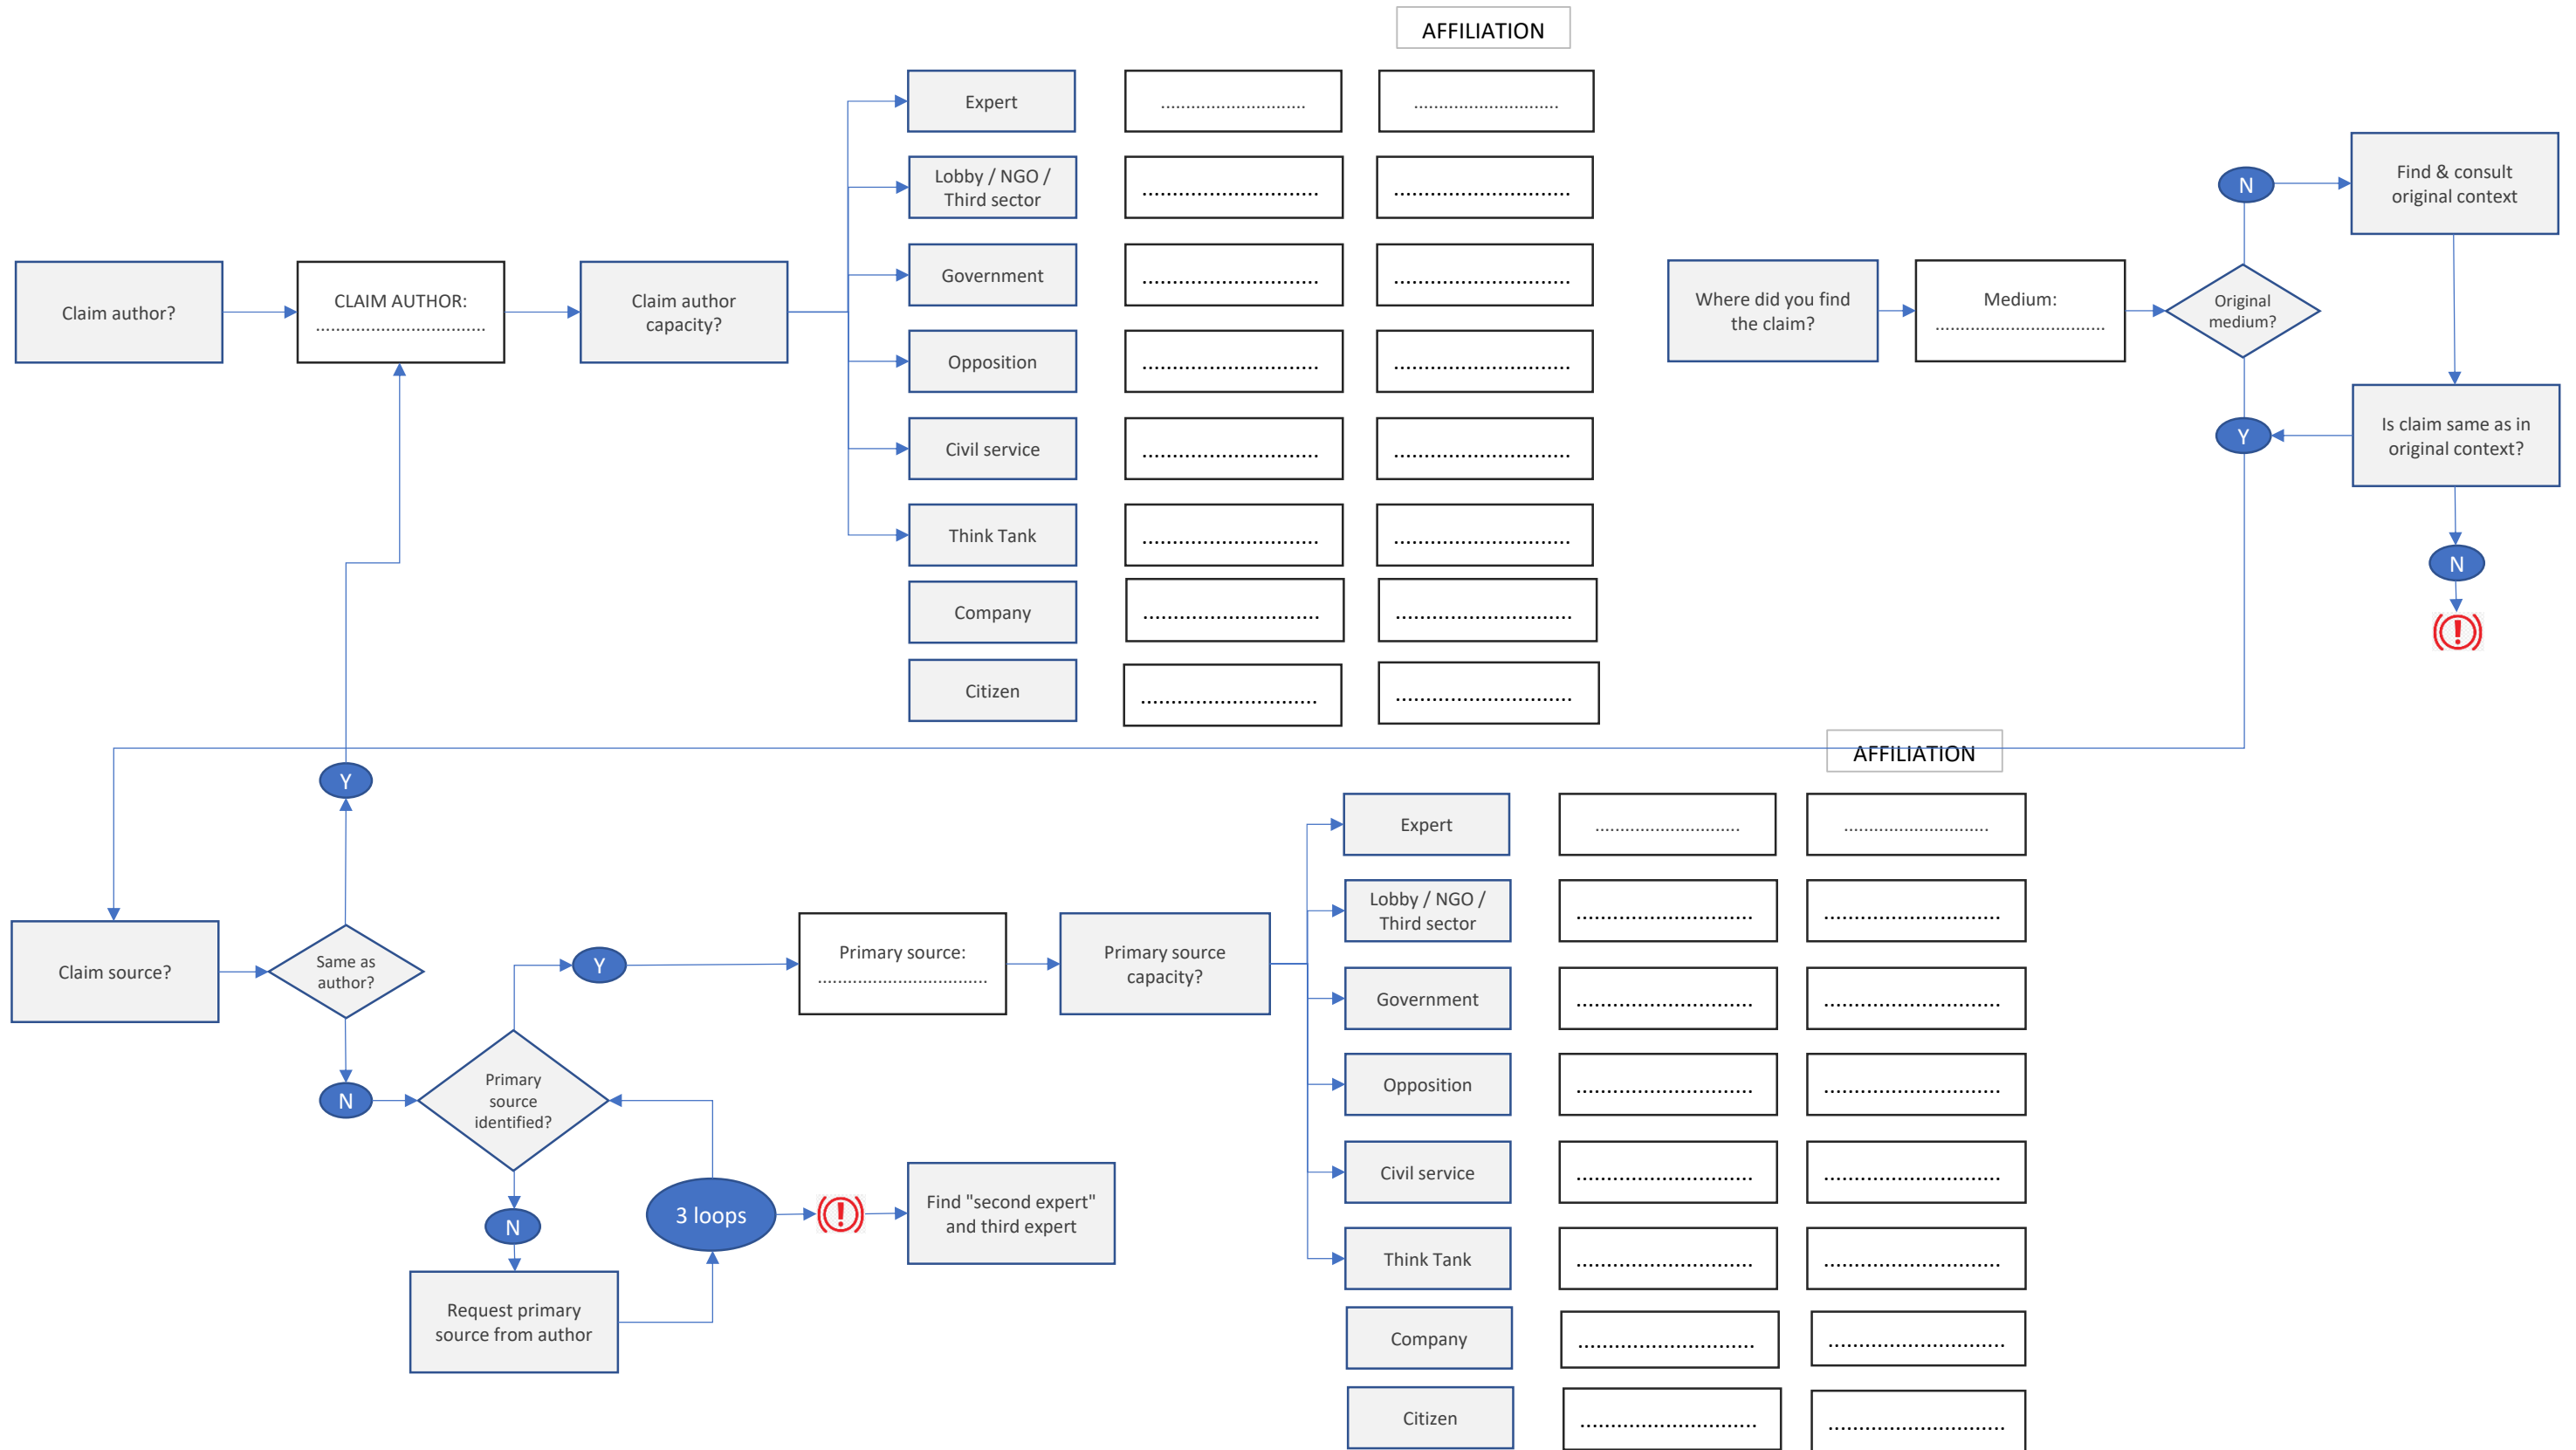 AFFILIATION
Expert
............................
............................
Lobby / NGO /
Third sector
.............................
.............................
Government
.............................
.............................
Opposition
.............................
.............................
Civil service
.............................
.............................
Think Tank
.............................
.............................
Company
.............................
.............................
Citizen
.............................
.............................
Claim author?
CLAIM AUTHOR:
.................................
Claim author
capacity?
Where did you find
the claim?
Medium:
.................................
Original
medium?
N
Find & consult
original context
Y
Is claim same as in
original context?
N
(!)
AFFILIATION
Claim source?
Same as
author?
Y
N
Primary
source
identified?
Y
N
Request primary
source from author
3 loops
(!)
Find "second expert"
and third expert
Primary source:
.................................
Primary source
capacity?
Expert
............................
............................
Lobby / NGO /
Third sector
.............................
.............................
Government
.............................
.............................
Opposition
.............................
.............................
Civil service
.............................
.............................
Think Tank
.............................
.............................
Company
.............................
.............................
Citizen
.............................
.............................